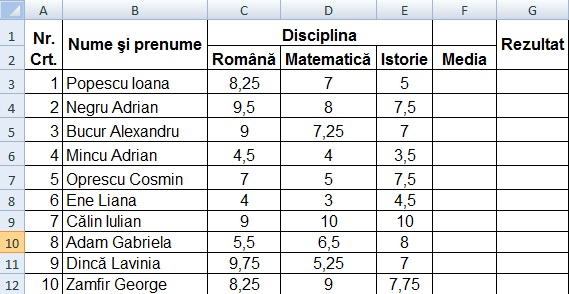 A B C D E F G
1 Nr. Crt. Nume şi prenume Disciplina Rezultat
2 Română Matematică Istorie Media
3 1 Popescu Ioana 8,25 7 5
4 2 Negru Adrian 9,5 8 7,5
5 3 Bucur Alexandru 9 7,25 7
6 4 Mincu Adrian 4,5 4 3,5
7 5 Oprescu Cosmin 7 5 7,5
8 6 Ene Liana 4 3 4,5
9 7 Călin Iulian 9 10 10
10 8 Adam Gabriela 5,5 6,5 8
11 9 Dincă Lavinia 9,75 5,25 7
12 10 Zamfir George 8,25 9 7,75